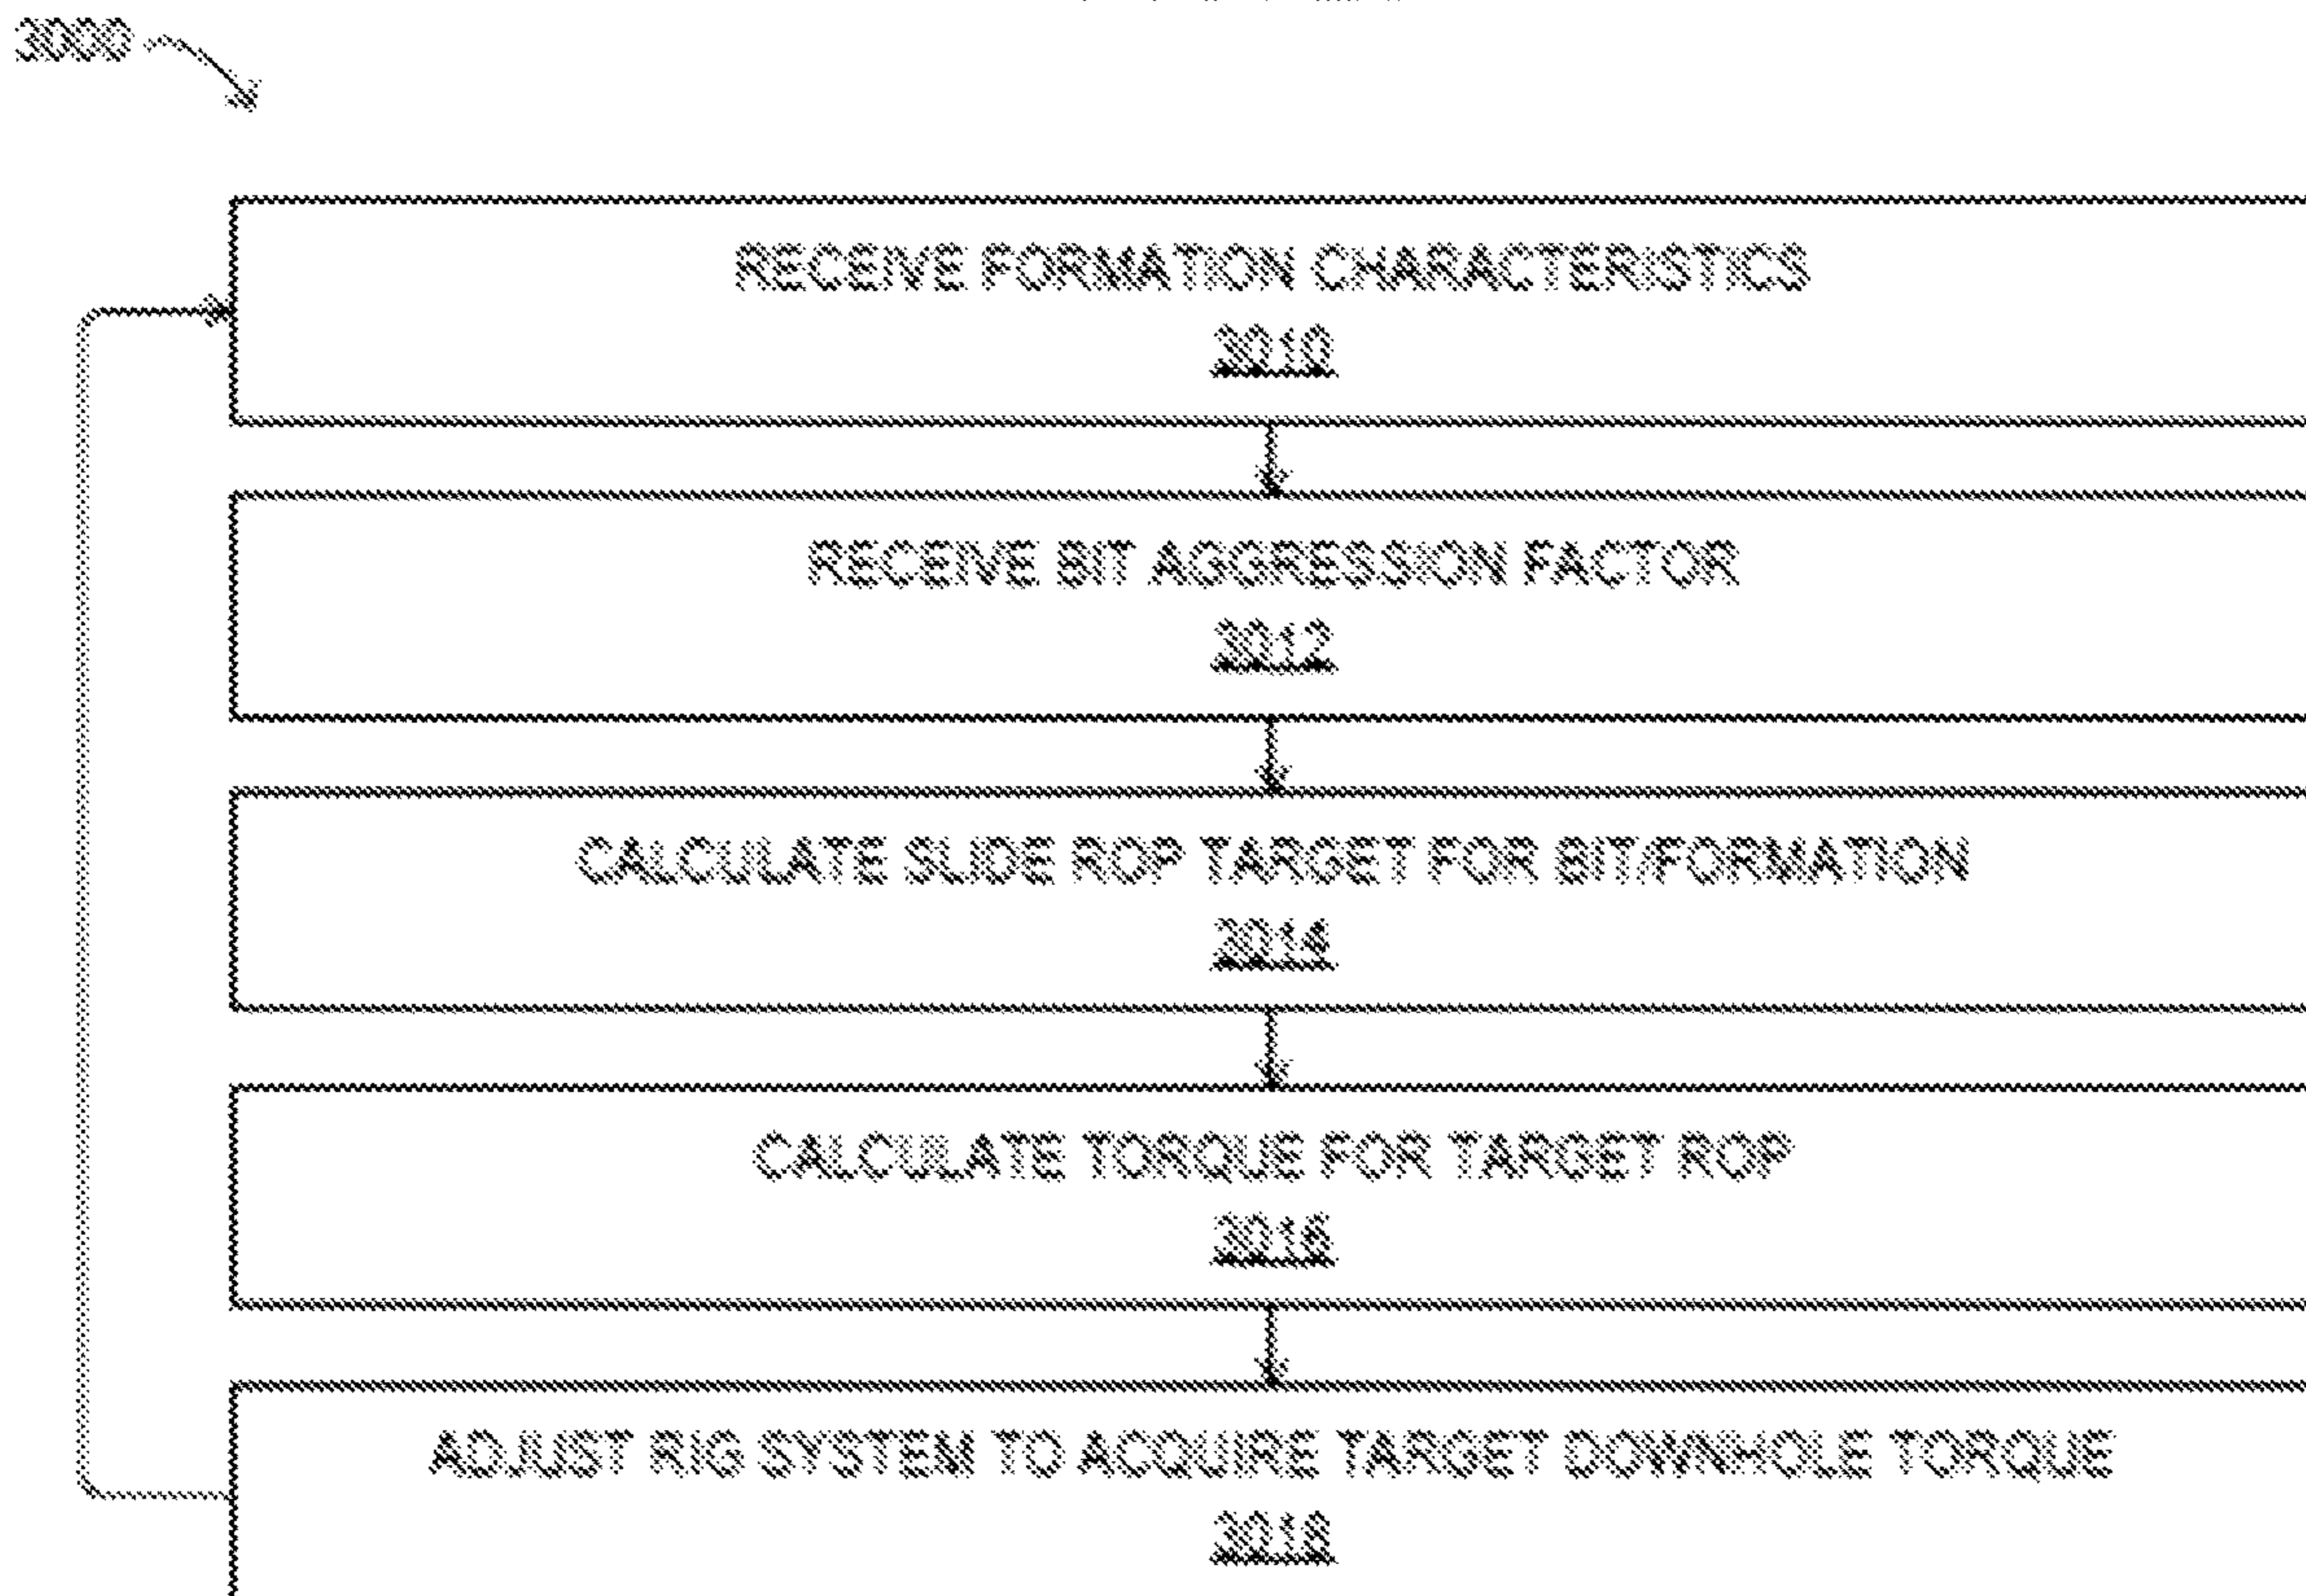 3000
RECEIVE FORMATION CHARACTERISTICS
3010
RECEIVE BIT AGGRESSION FACTOR
3012
CALCULATE SLIDE ROP TARGET FOR BIT/FORMATION
3014
CALCULATE TORQUE FOR TARGET ROP
3016
ADJUST RIG SYSTEM TO ACQUIRE TARGET DOWNHOLE TORQUE
3018